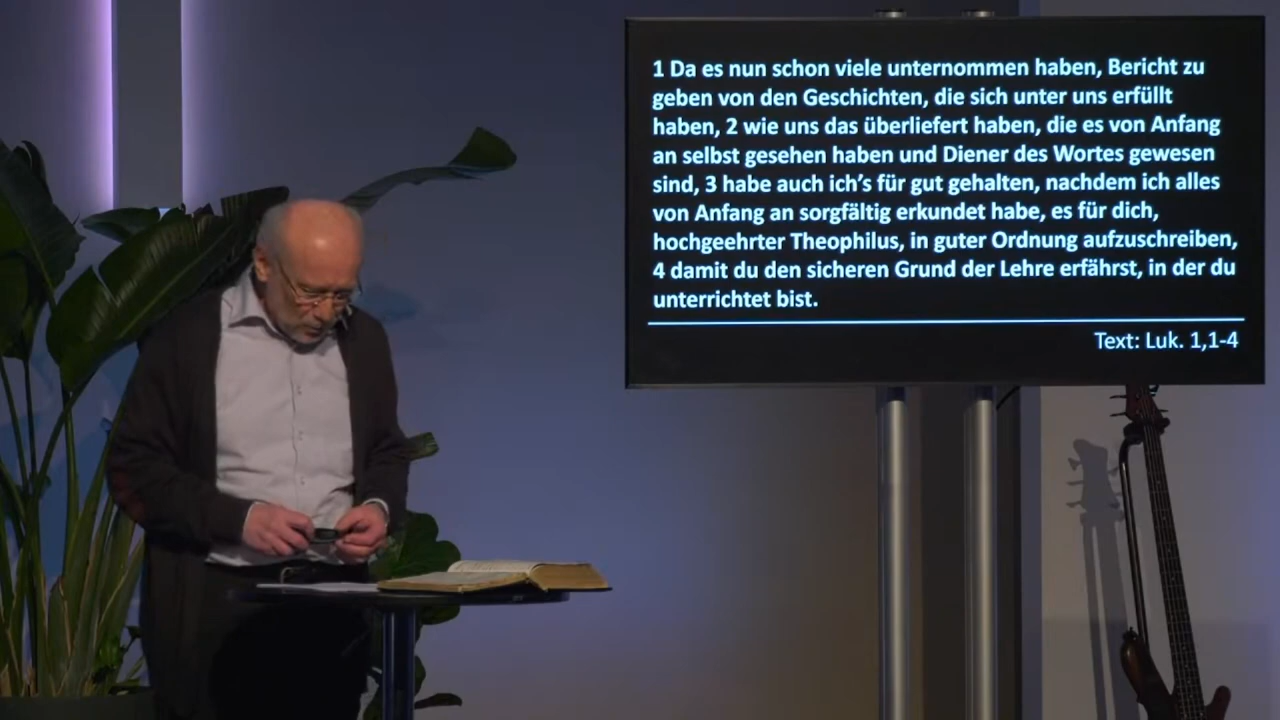 1 Da es nun schon viele unternommen haben, Bericht zu
geben von den Geschichten, die sich unter uns erfüllt
haben, 2 wie uns das überliefert haben, die es von Anfang
an selbst gesehen haben und Diener des Wortes gewesen
sind, 3 habe auch ich’s für gut gehalten, nachdem ich alles
von Anfang an sorgfältig erkundet habe, es für dich,
hochgeehrter Theophilus, in guter Ordnung aufzuschreiben,
4 damit du den sicheren Grund der Lehre erfährst, in der du
unterrichtet bist.
Text: Luk. 1,1-4